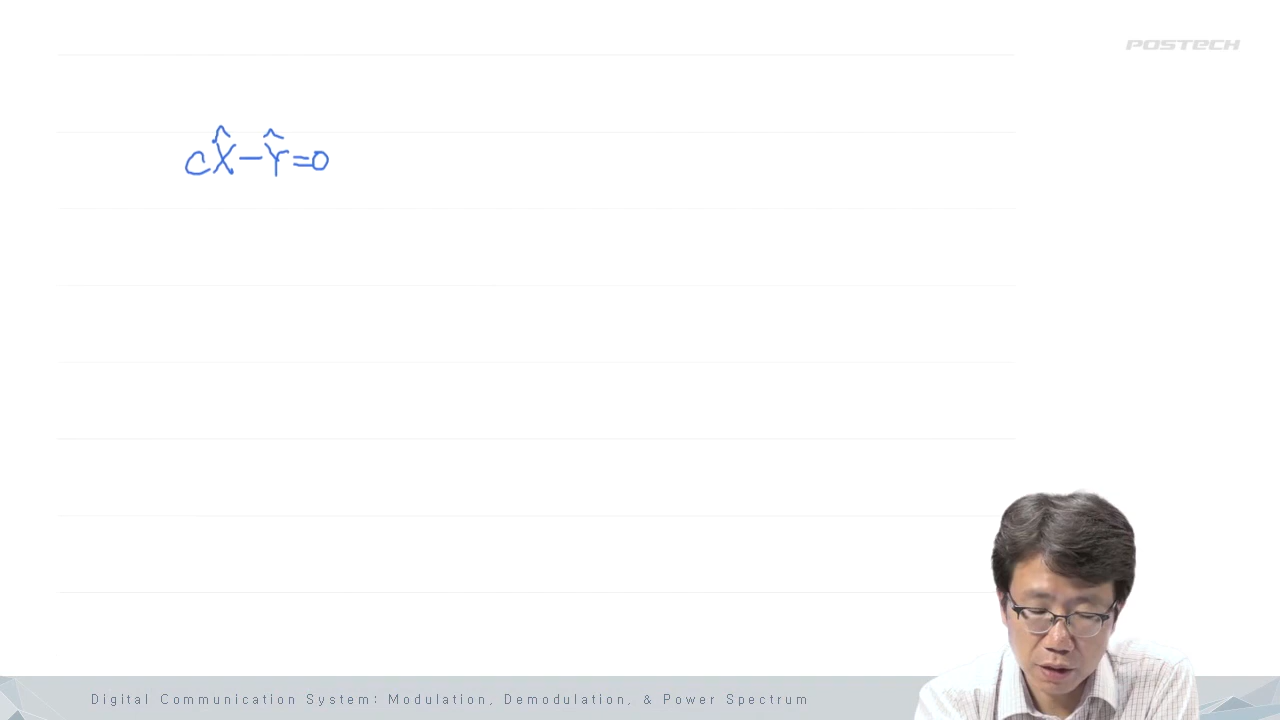 POSTECH
cX̂-Ŷ=0
Digital Communication System: Modulation, Demodulation, & Power Spectrum